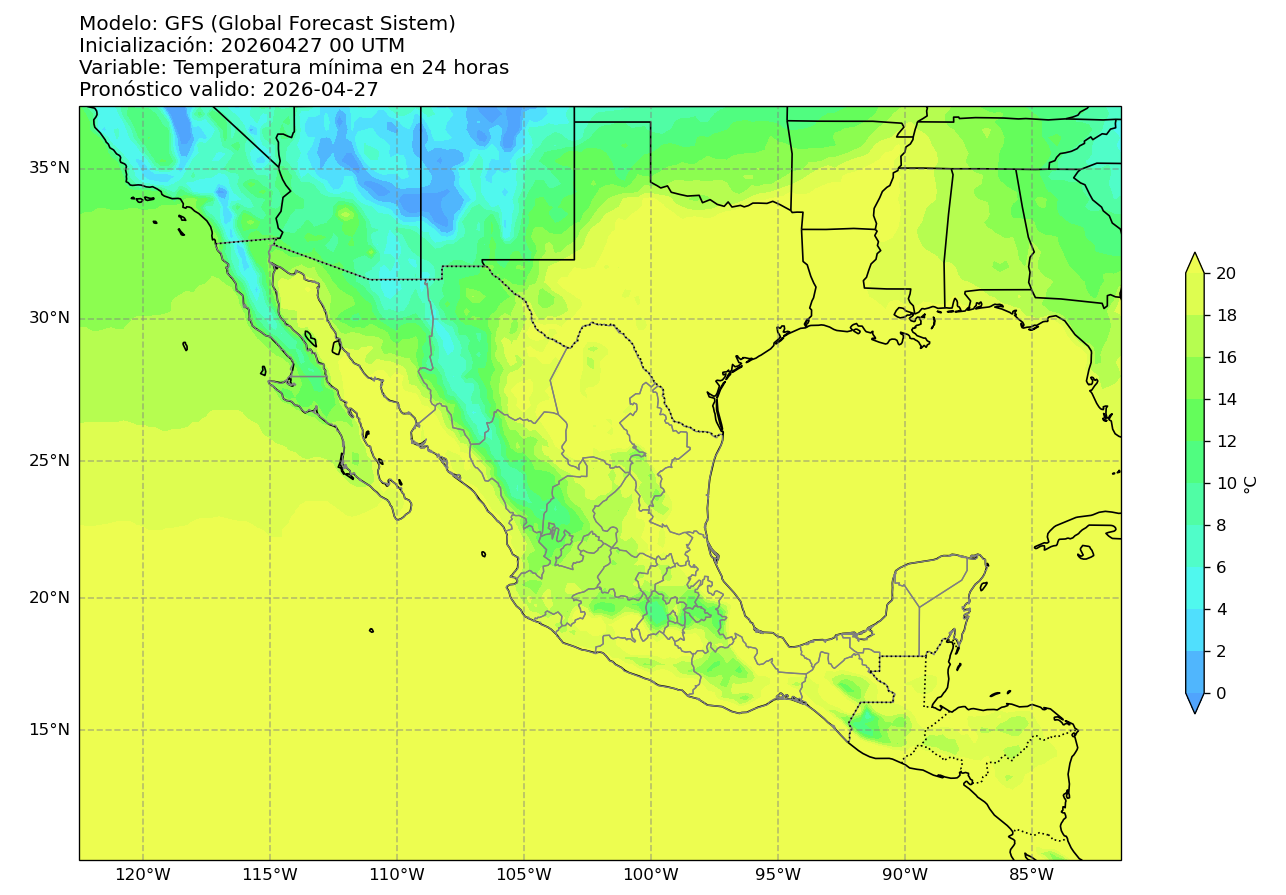 Modelo: GFS (Global Forecast Sistem)
Inicialización: 20260427 00 UTM
Variable: Temperatura mínima en 24 horas
Pronóstico valido: 2026-04-27
35°N
30°N
25°N
20°N
15°N
120°W 115°W 110°W 105°W 100°W 95°W 90°W 85°W
20
18
16
14
12
10
8
6
4
2
0
°C